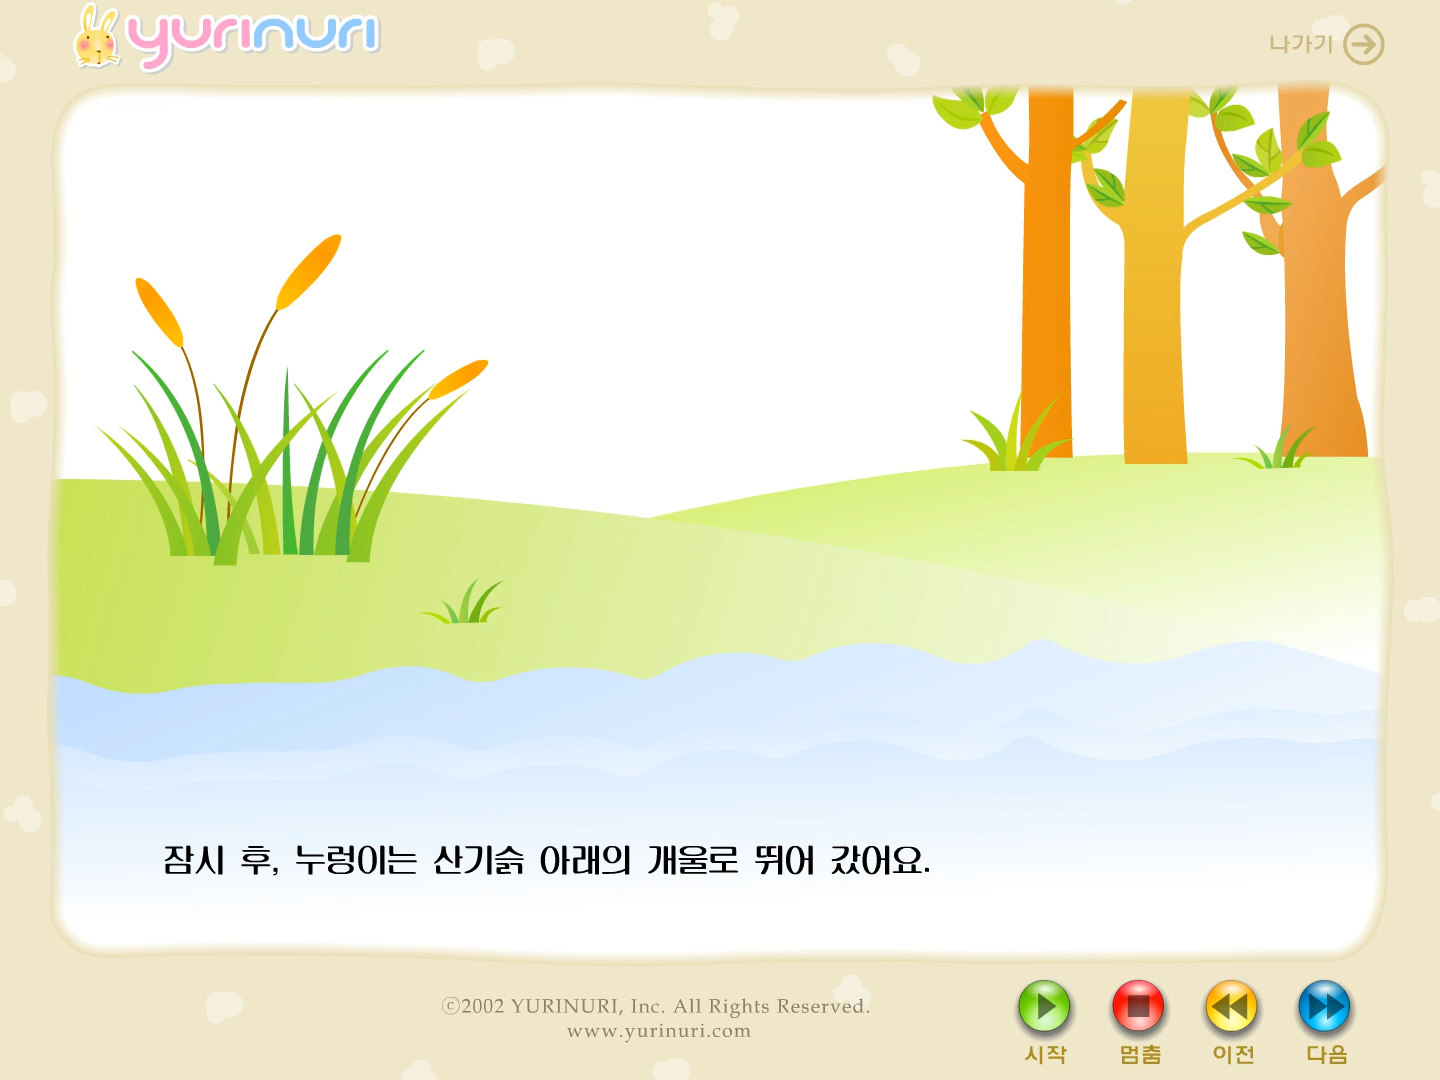 yurinuri
나가기
잠시 후, 누렁이는 산기슭 아래의 개울로 뛰어 갔어요.
ⓒ2002 YURINURI, Inc. All Rights Reserved.
www.yurinuri.com
시작 멈춤 이전 다음